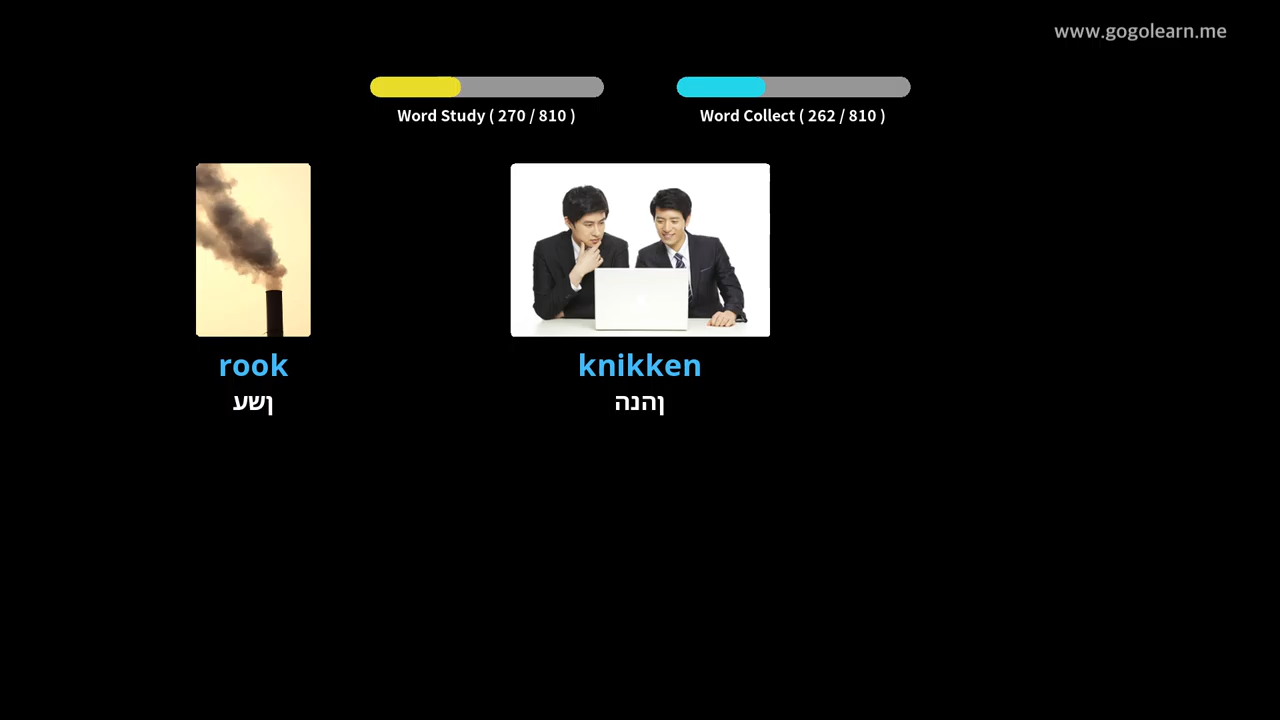 www.gogolearn.me
Word Study ( 270 / 810 )
Word Collect ( 262 / 810 )
rook
עשן
knikken
הנהן